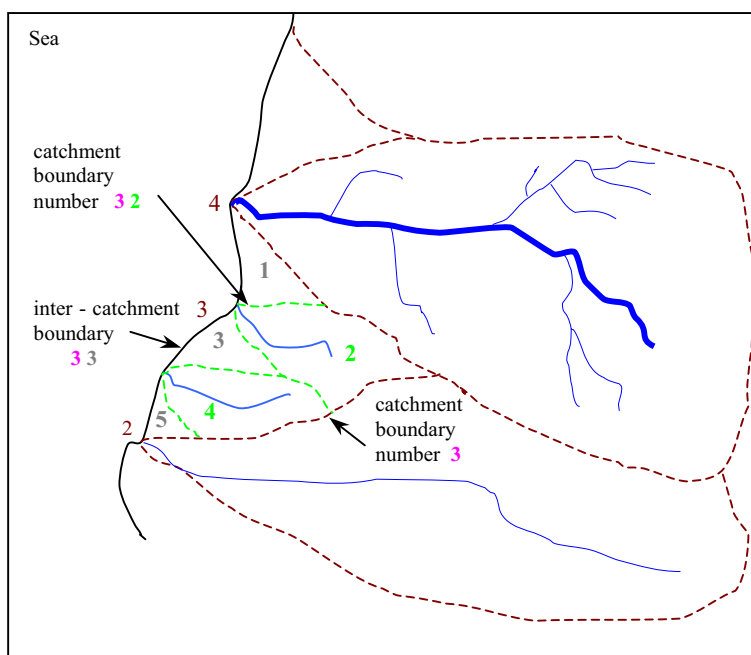 Sea
catchment
boundary
number 3 2
4
1
3
inter - catchment
boundary
3 3
3
2
4
5
2
catchment
boundary
number 3